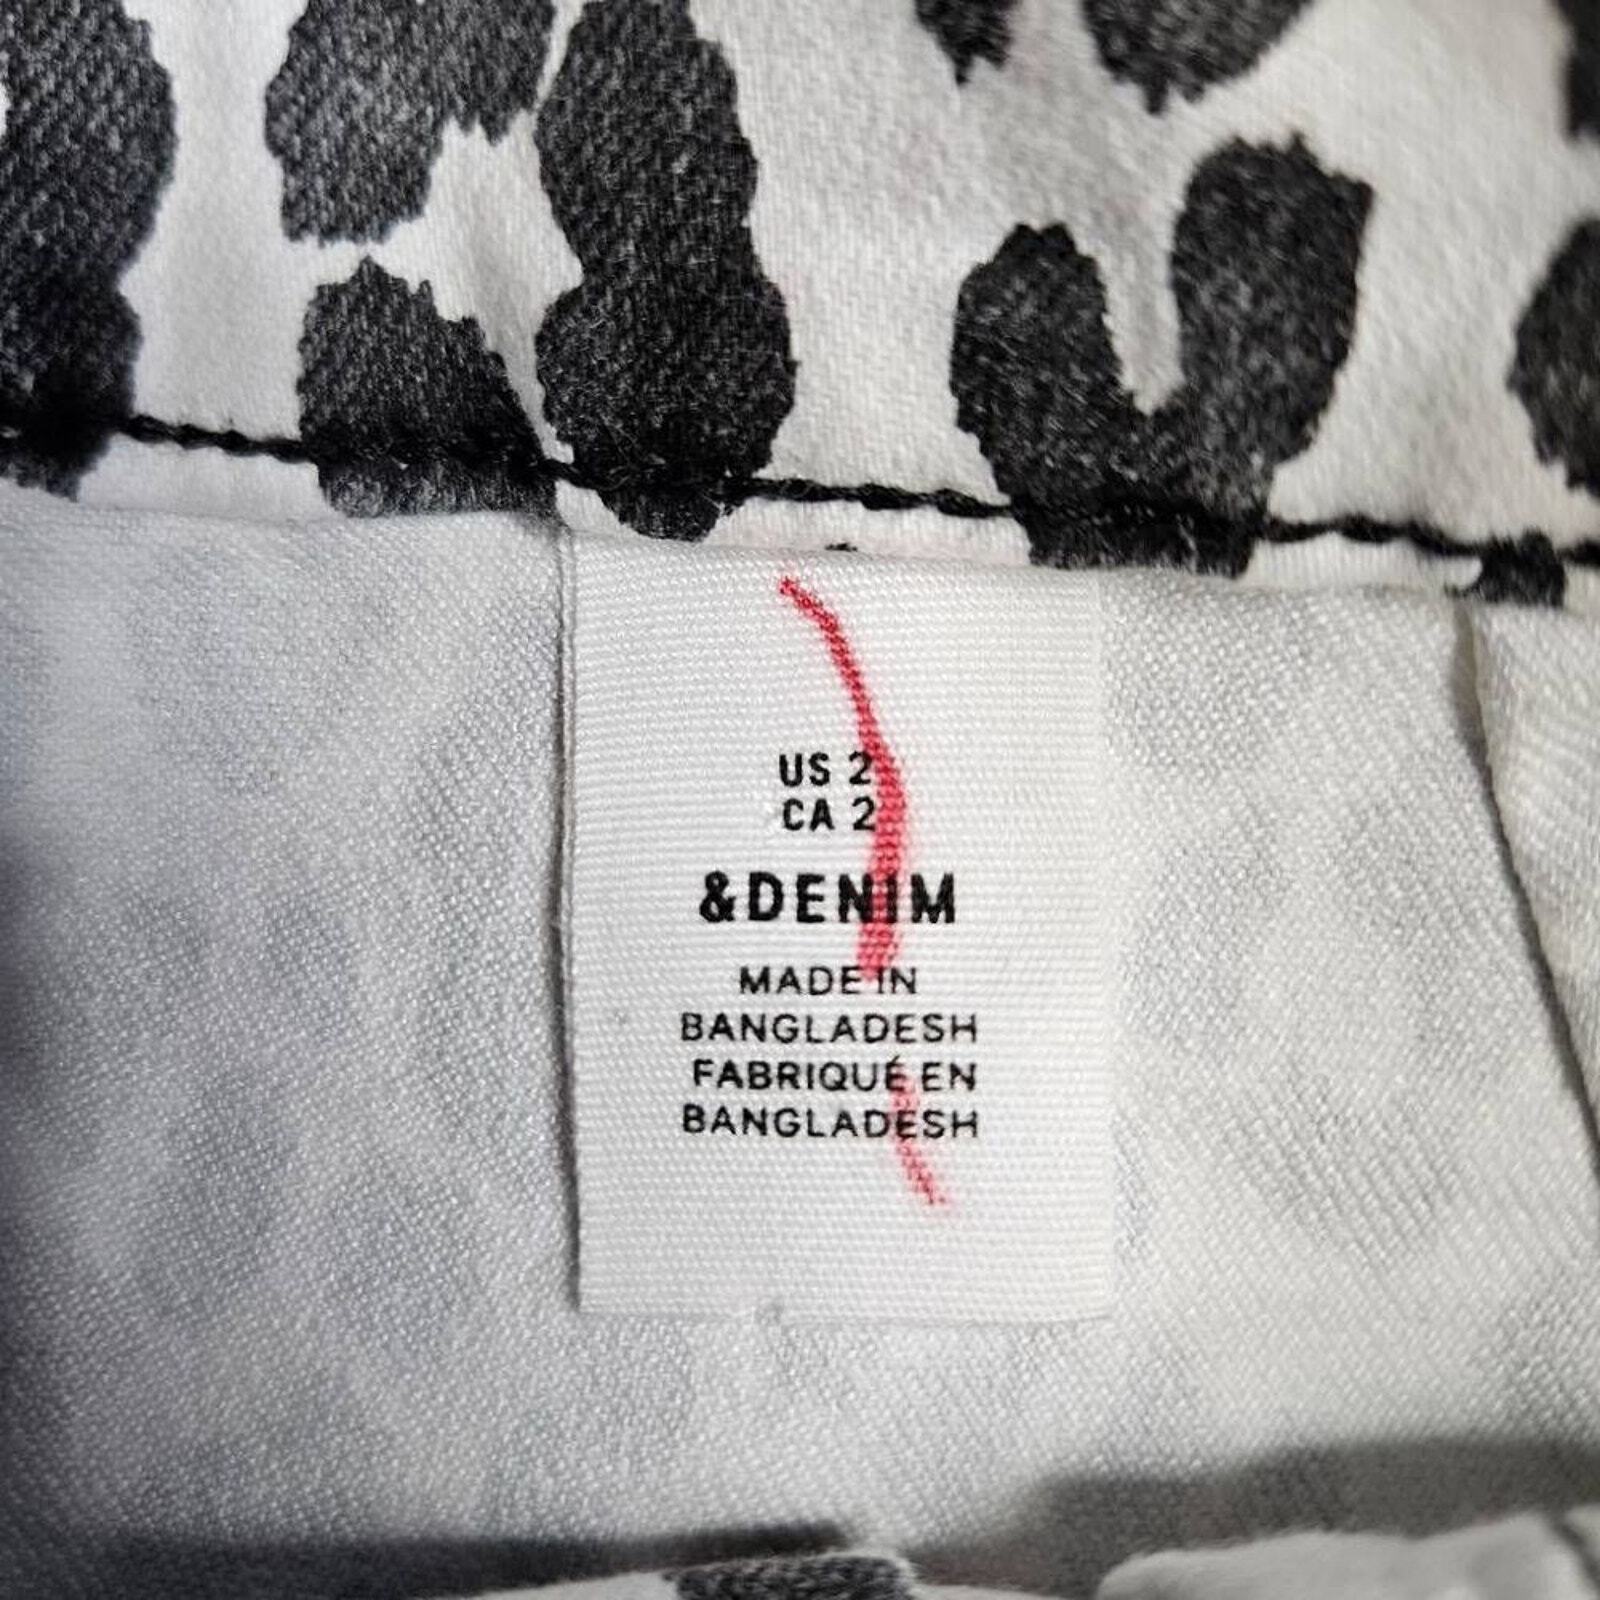 US 2
CA 2
&DENIM
MADE IN
BANGLADESH
FABRIQUÉ EN
BANGLADESH